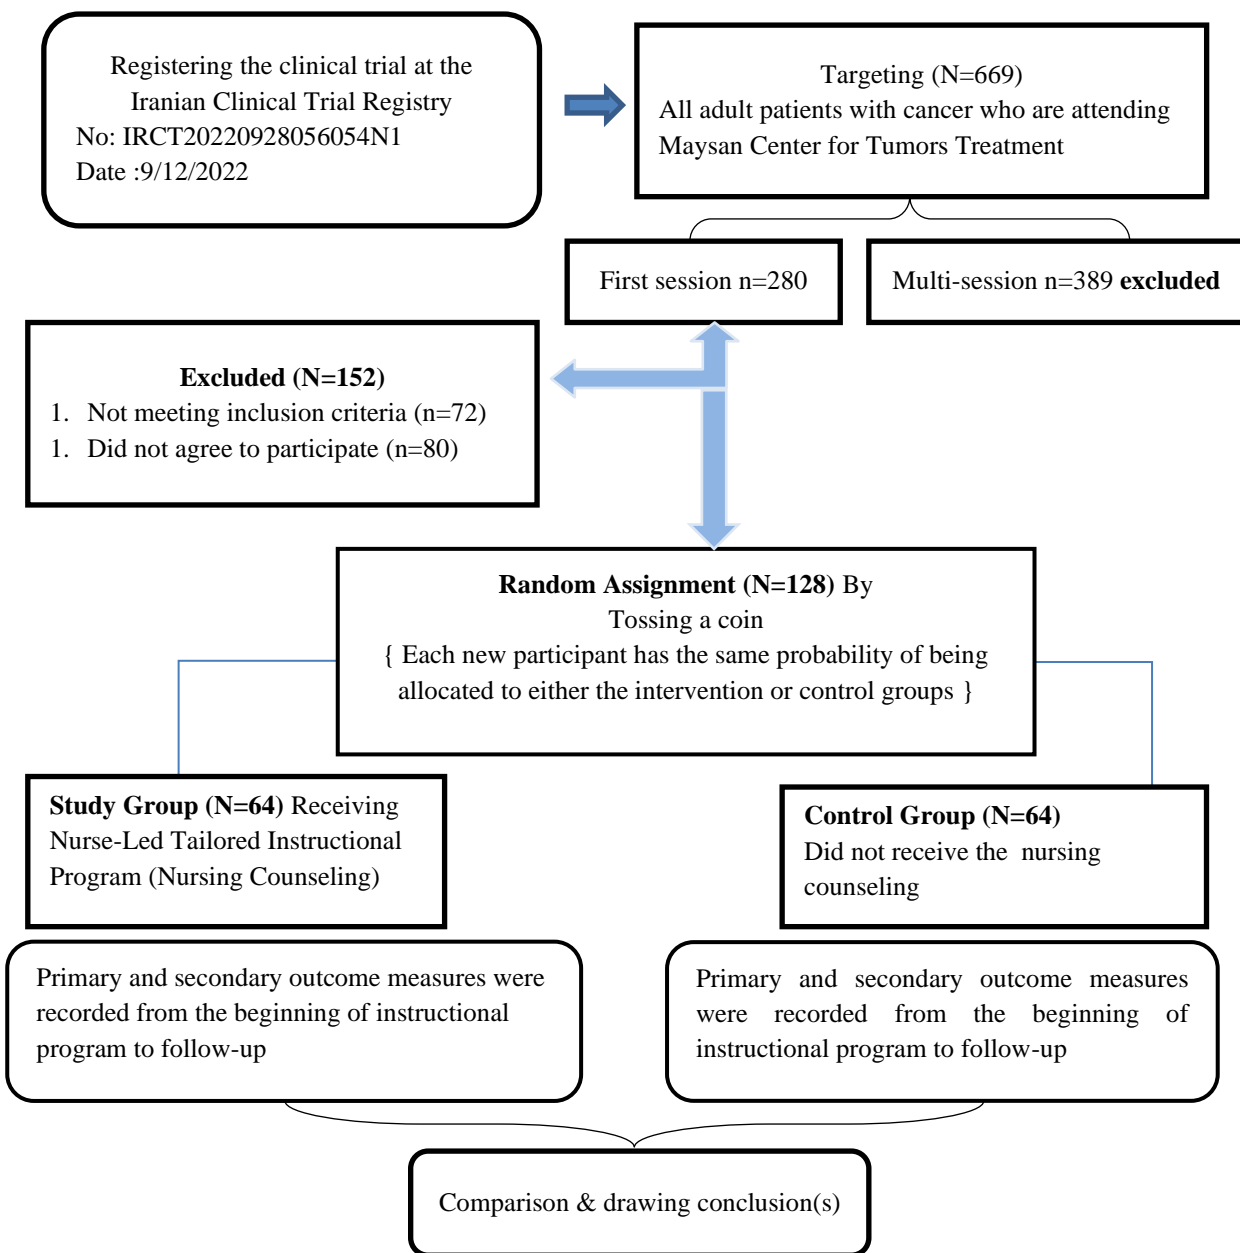 Registering the clinical trial at the
Iranian Clinical Trial Registry
No: IRCT20220928056054N1
Date :9/12/2022
Targeting (N=669)
All adult patients with cancer who are attending
Maysan Center for Tumors Treatment
First session n=280
Multi-session n=389 excluded
Excluded (N=152)
1. Not meeting inclusion criteria (n=72)
1. Did not agree to participate (n=80)
Random Assignment (N=128) By
Tossing a coin
{ Each new participant has the same probability of being
allocated to either the intervention or control groups }
Study Group (N=64) Receiving
Nurse-Led Tailored Instructional
Program (Nursing Counseling)
Control Group (N=64)
Did not receive the nursing
counseling
Primary and secondary outcome measures were
recorded from the beginning of instructional
program to follow-up
Primary and secondary outcome measures
were recorded from the beginning of
instructional program to follow-up
Comparison & drawing conclusion(s)